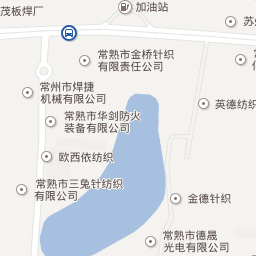 茂板焊厂
加油站
苏
常熟市金桥针织
有限责任公司
常
常州市焊捷
机械有限公司
英德纺织
常熟市华剑防火
装备有限公司
欧西依纺织
常熟市三兔针纺织
有限公司
金德针织
常熟市德晟
光电有限公司